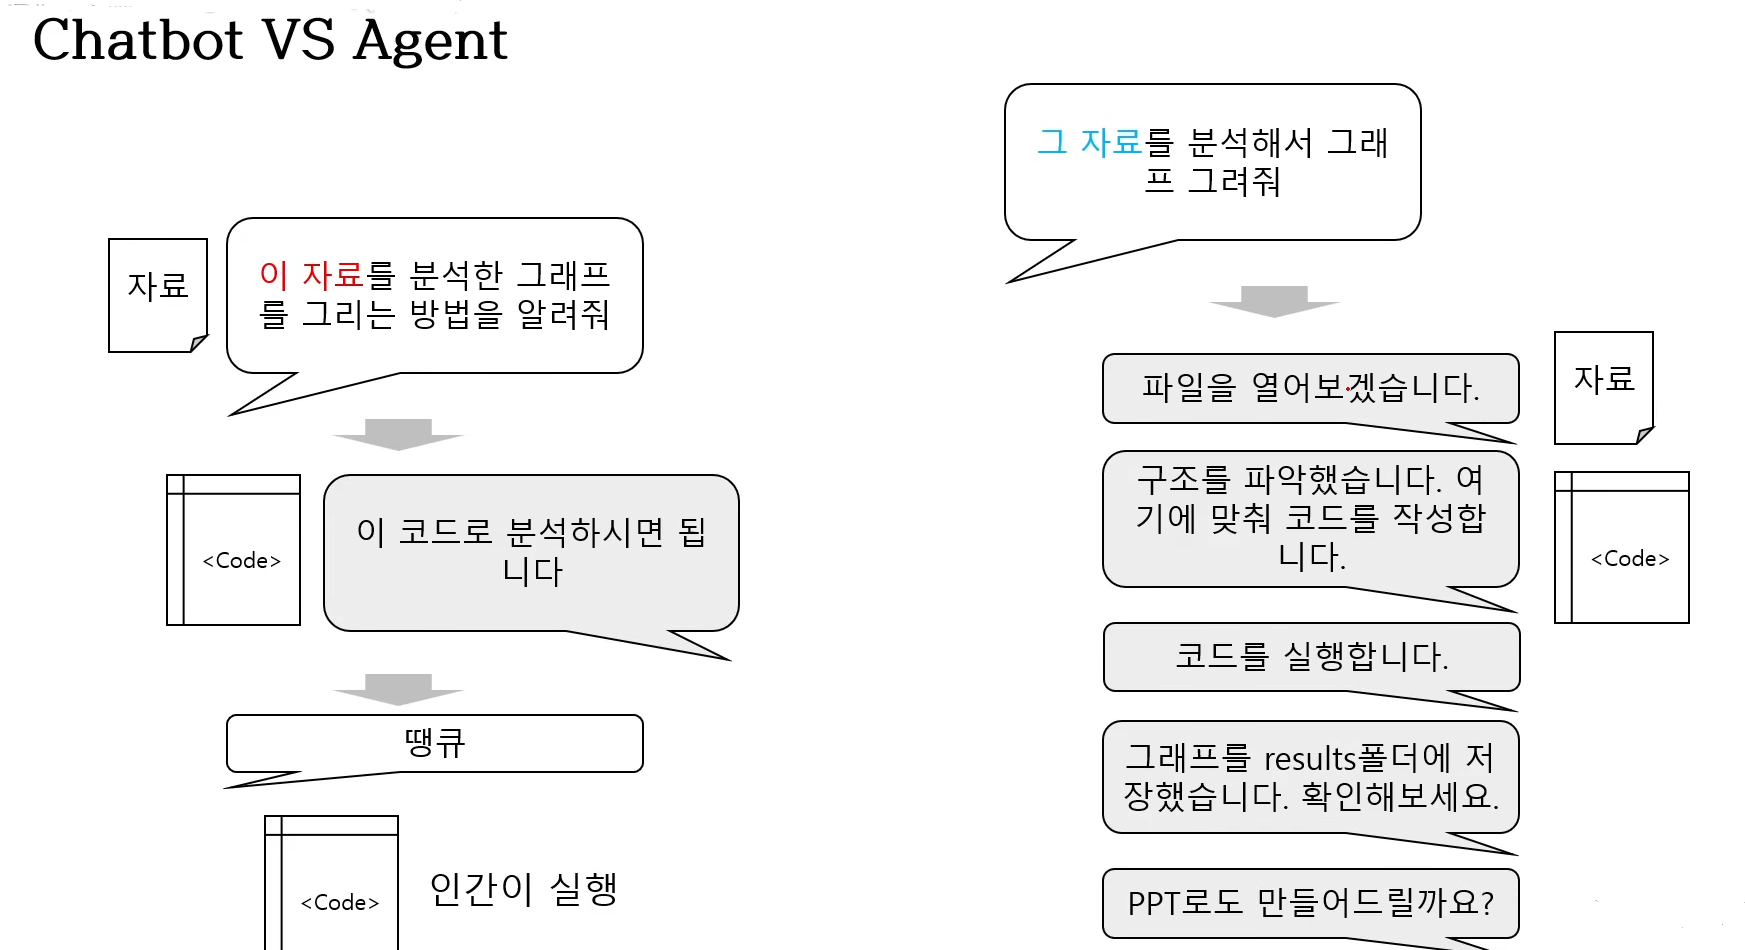 Chatbot VS Agent
자료
이 자료를 분석한 그래프
를 그리는 방법을 알려줘
<Code>
이 코드로 분석하시면 됩
니다
땡큐
<Code>
인간이 실행
그 자료를 분석해서 그래
프 그려줘
파일을 열어보겠습니다.
자료
구조를 파악했습니다. 여
기에 맞춰 코드를 작성합
니다.
<Code>
코드를 실행합니다.
그래프를 results폴더에 저
장했습니다. 확인해보세요.
PPT로도 만들어드릴까요?